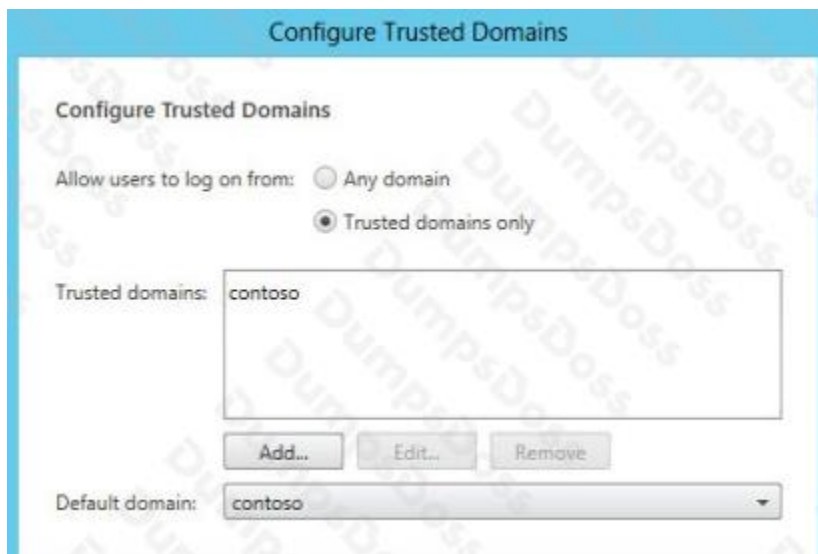 Configure Trusted Domains
Configure Trusted Domains
Allow users to log on from: Any domain
Trusted domains only
Trusted domains: contoso
Add... Edit... Remove
Default domain: contoso
DumpsDoss